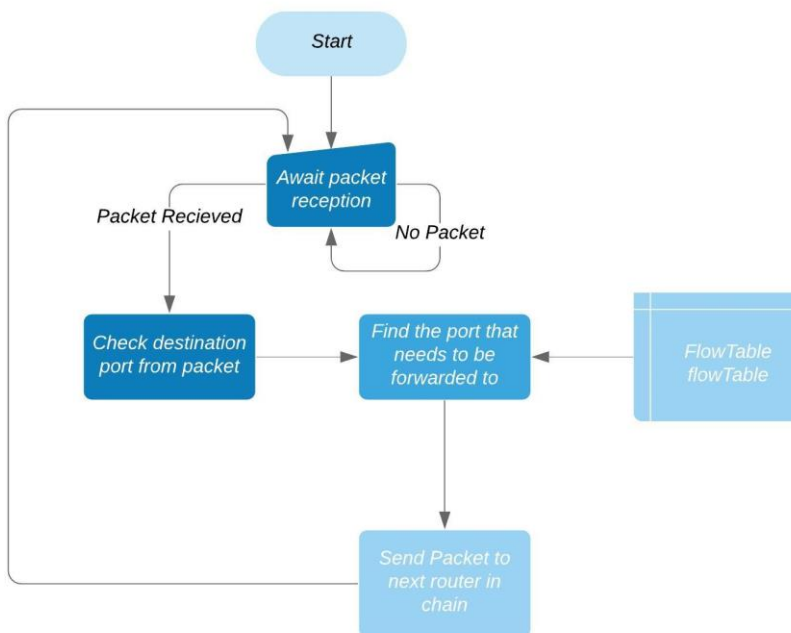 Start
Await packet
reception
Packet Recieved
No Packet
Check destination
port from packet
Find the port that
needs to be
forwarded to
FlowTable
flowTable
Send Packet to
next router in
chain